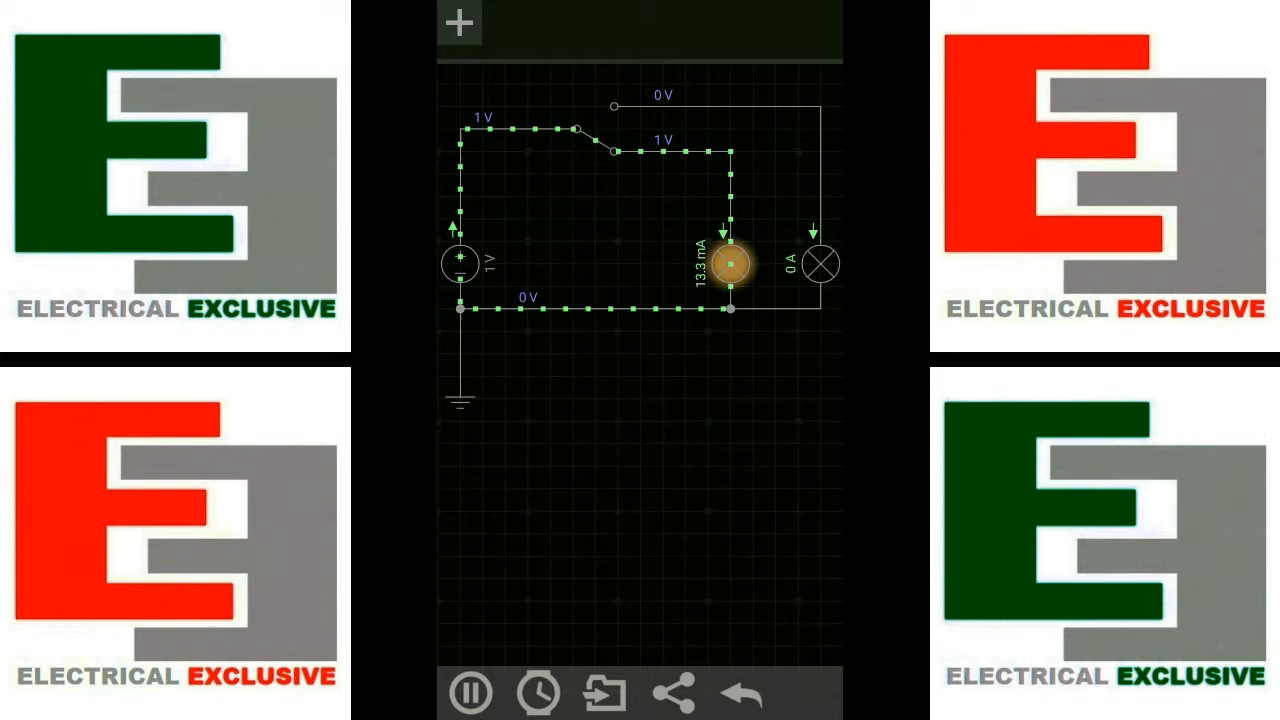 ELECTRICAL EXCLUSIVE
0 V
1 V
1 V
13.3 mA
0 A
1 V
0 V
ELECTRICAL EXCLUSIVE
ELECTRICAL EXCLUSIVE
ELECTRICAL EXCLUSIVE